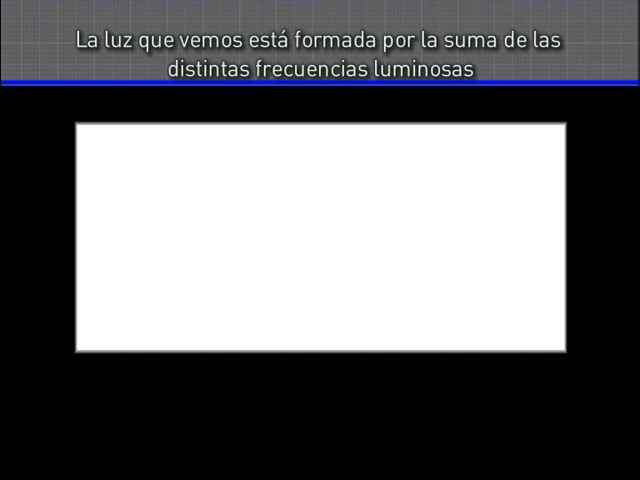 La luz que vemos está formada por la suma de las
distintas frecuencias luminosas